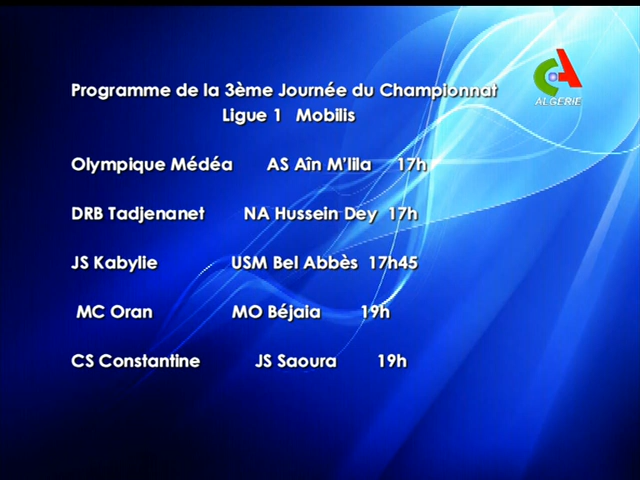 Programme de la 3ème Journée du Championnat
Ligue 1 Mobilis
ALGERIE
Olympique Médéa AS Aîn M'lila 17h
DRB Tadjenanet NA Hussein Dey 17h
JS Kabylie USM Bel Abbès 17h45
MC Oran MO Béjaia 19h
CS Constantine JS Saoura 19h